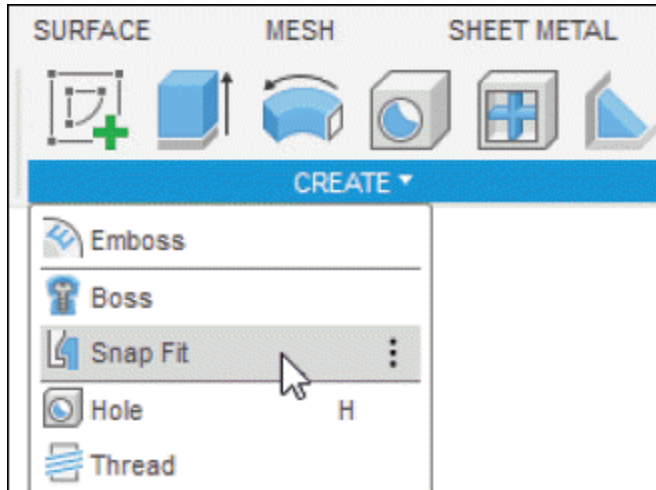 SURFACE MESH SHEET METAL
CREATE
Emboss
Boss
Snap Fit
Hole H
Thread